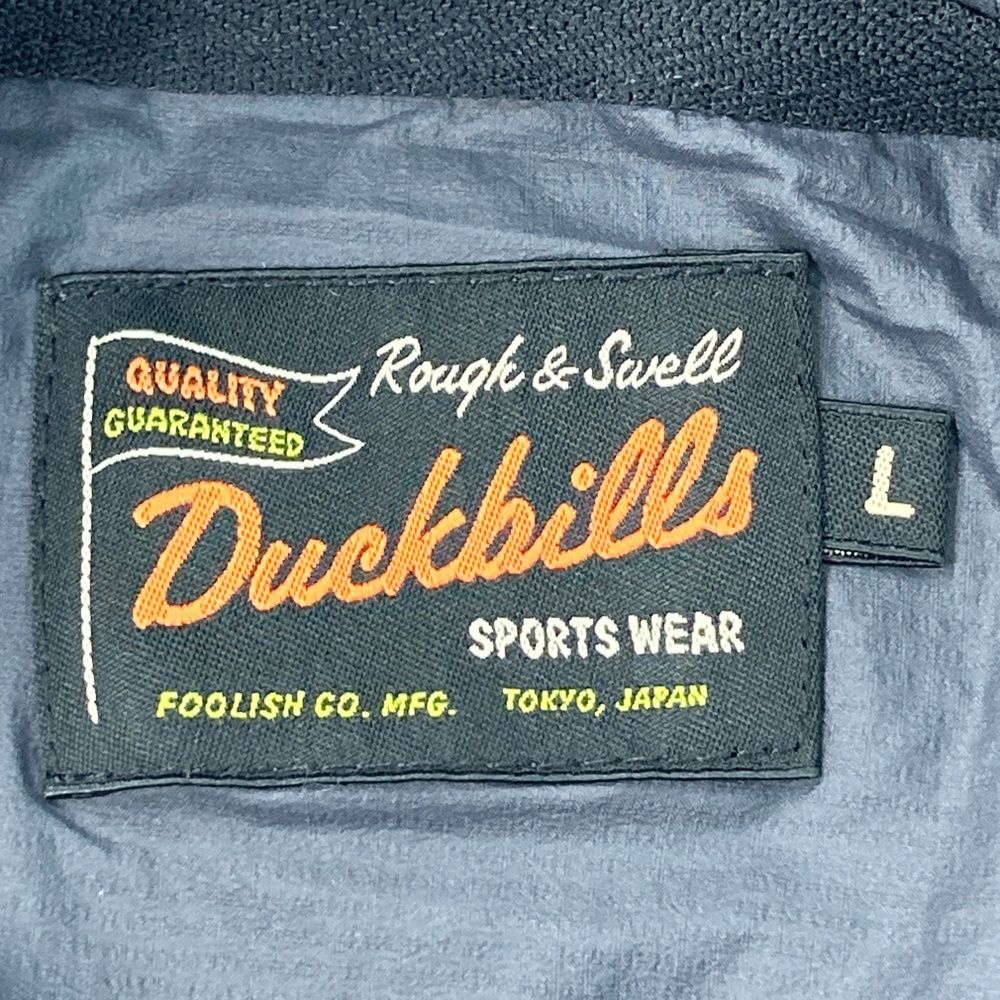 Rough & Swell
QUALITY
GUARANTEED
Duckbills
SPORTS WEAR
FOOLISH CO. MFG. TOKYO, JAPAN
L